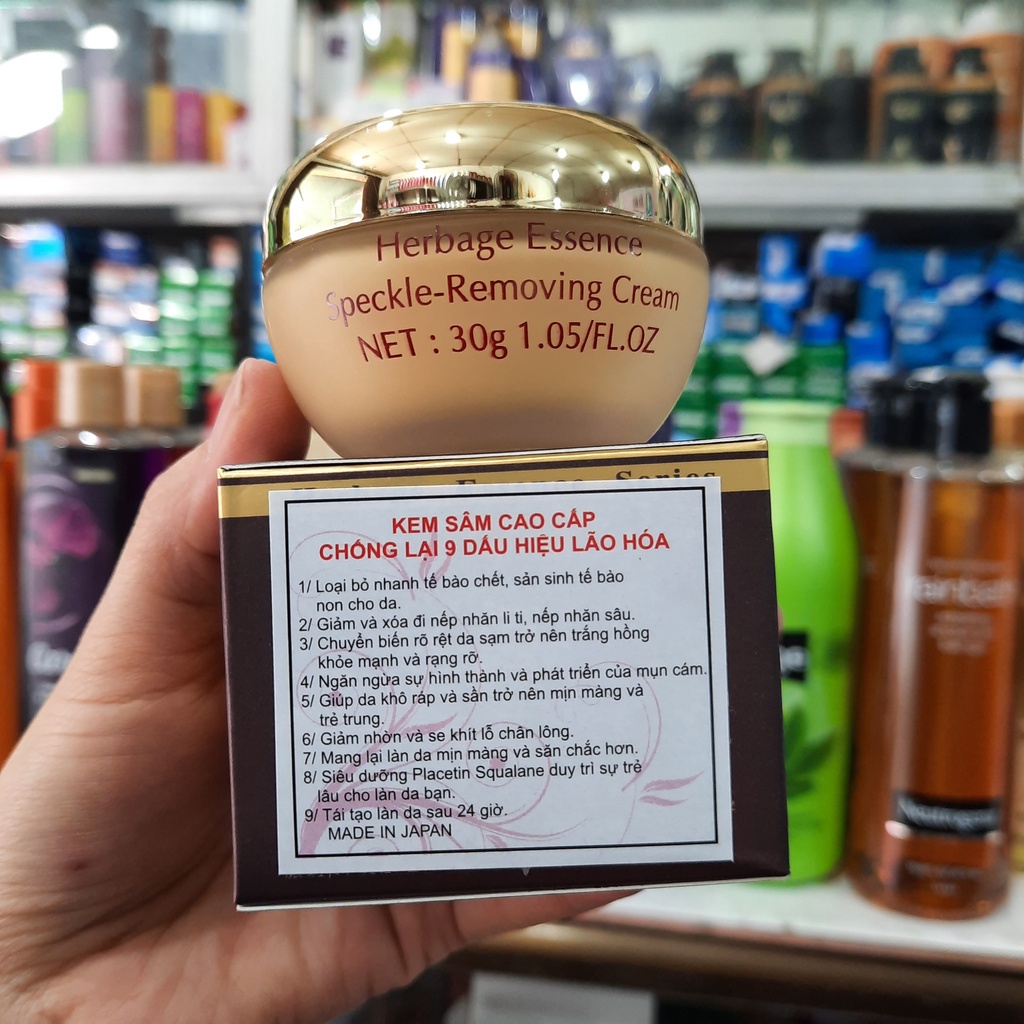 Herbage Essence
Speckle-Removing Cream
NET : 30g 1.05/FL.OZ
Essence Series
KEM SÂM CAO CẤP
CHỐNG LẠI 9 DẤU HIỆU LÃO HÓA
1/ Loại bỏ nhanh tế bào chết, sản sinh tế bào
non cho da.
2/ Giảm và xóa đi nếp nhăn li ti, nếp nhăn sâu.
3/ Chuyển biến rõ rệt da sạm trở nên trắng hồng
khỏe mạnh và rạng rỡ.
4/ Ngăn ngừa sự hình thành và phát triển của mụn cám.
5/ Giúp da khô ráp và sần trở nên mịn màng và
trẻ trung.
6/ Giảm nhờn và se khít lỗ chân lông.
7/ Mang lại làn da mịn màng và săn chắc hơn.
8/ Siêu dưỡng Placetin Squalane duy trì sự trẻ
lâu cho làn da bạn.
9/ Tái tạo làn da sau 24 giờ.
MADE IN JAPAN
Neutrogena